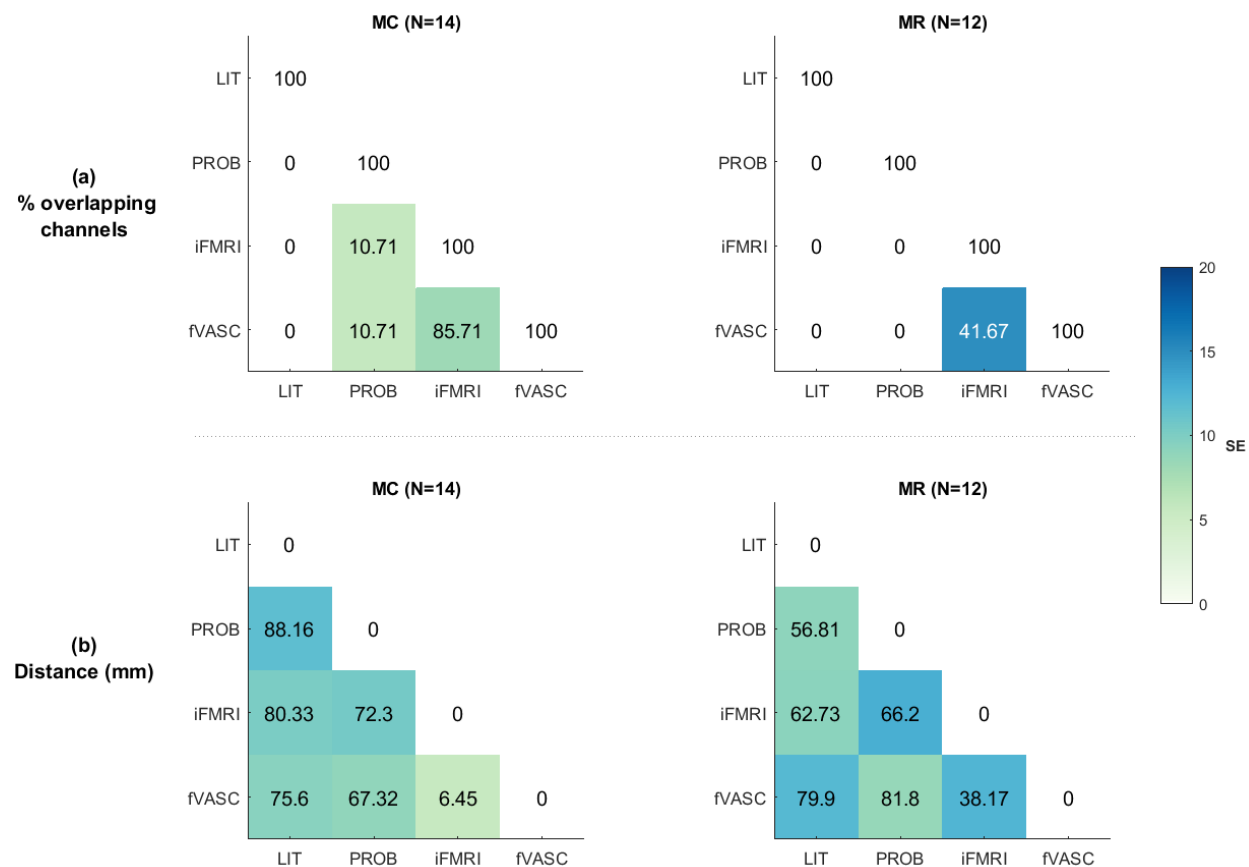 MC (N=14)
MR (N=12)
(a)
% overlapping
channels
LIT 100
PROB 0 100
iFMRI 0 10.71 100
fVASC 0 10.71 85.71 100
LIT PROB iFMRI fVASC
LIT 100
PROB 0 100
iFMRI 0 0 100
fVASC 0 0 41.67 100
LIT PROB iFMRI fVASC
20
15
10
5
0
SE
MC (N=14)
MR (N=12)
(b)
Distance (mm)
LIT 0
PROB 88.16 0
iFMRI 80.33 72.3 0
fVASC 75.6 67.32 6.45 0
LIT PROB iFMRI fVASC
LIT 0
PROB 56.81 0
iFMRI 62.73 66.2 0
fVASC 79.9 81.8 38.17 0
LIT PROB iFMRI fVASC